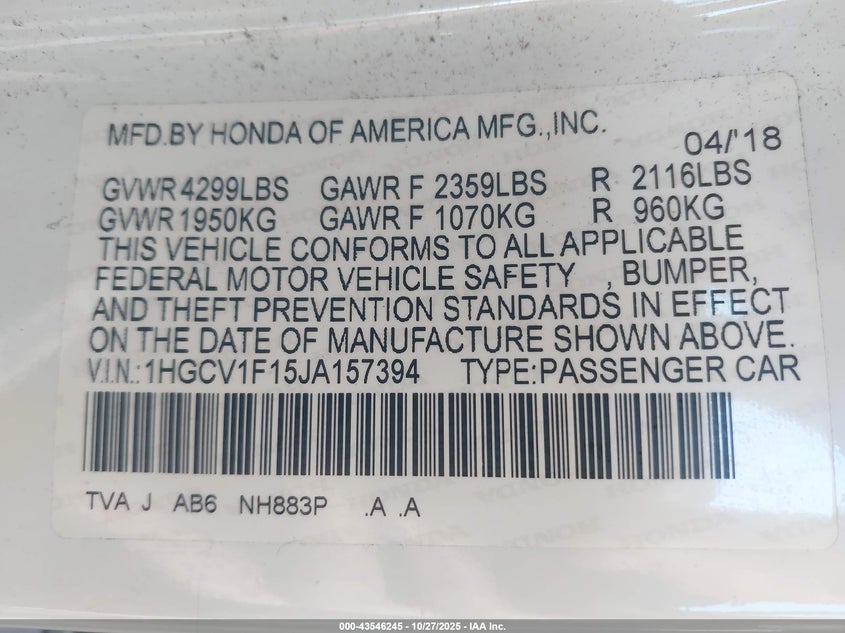 MFD.BY HONDA OF AMERICA MFG.,INC. 04/'18
GVWR 4299LBS GAWR F 2359LBS R 2116LBS
GVWR 1950KG GAWR F 1070KG R 960KG
THIS VEHICLE CONFORMS TO ALL APPLICABLE
FEDERAL MOTOR VEHICLE SAFETY , BUMPER,
AND THEFT PREVENTION STANDARDS IN EFFECT
ON THE DATE OF MANUFACTURE SHOWN ABOVE.
V.I.N.: 1HGCV1F15JA157394 TYPE:PASSENGER CAR
TVA J AB6 NH883P .A .A
000-43546245 - 10/27/2025 - IAA Inc.